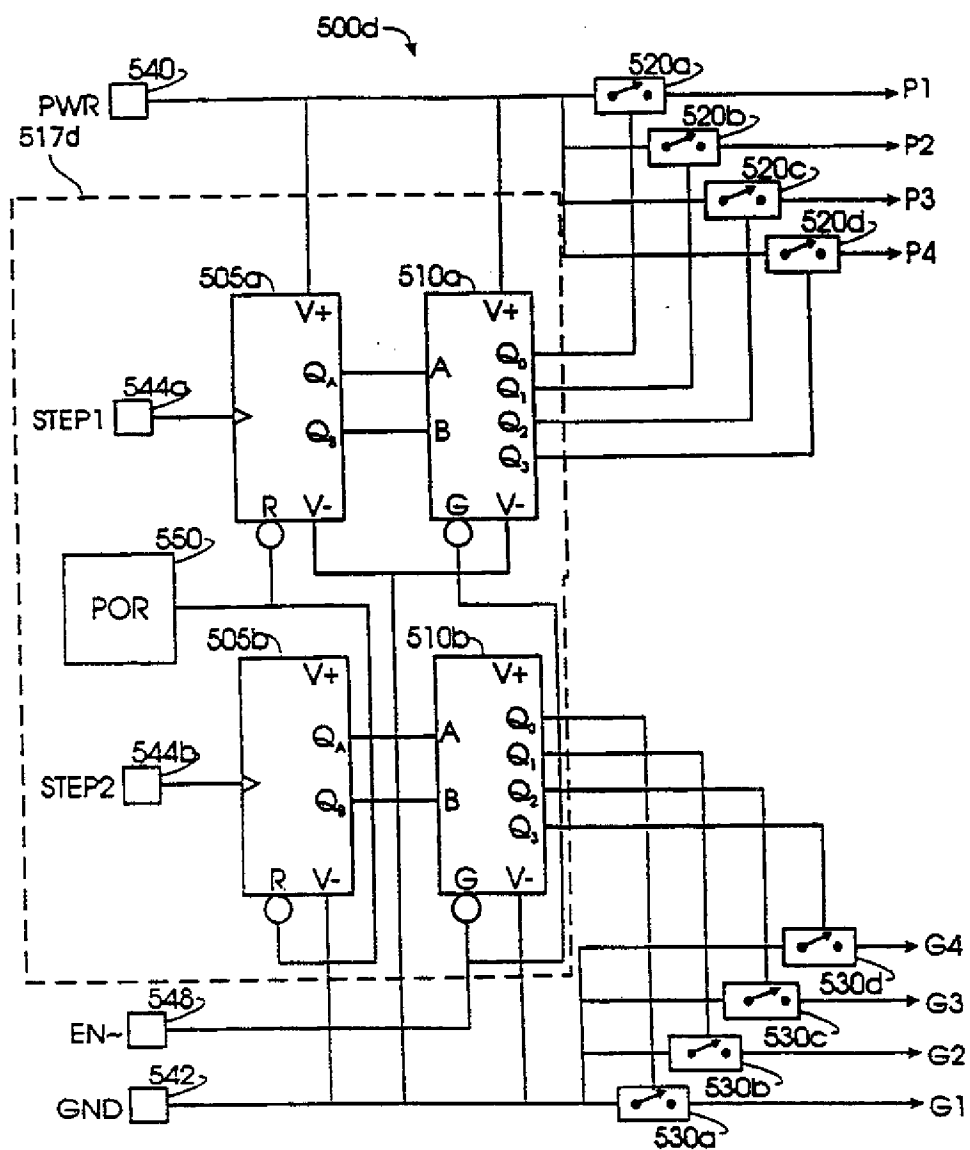 500d
540
PWR
520a
P1
517d
520b
P2
520c
P3
520d
P4
505a
510a
V+
V+
Q0
QA
A
Q1
544a
STEP1
Q2
QB
B
Q3
R
V-
G
V-
550
POR
505b
510b
V+
V+
Q0
QA
A
Q1
544b
STEP2
Q2
QB
B
Q3
R
V-
G
V-
G4
530d
548
G3
EN~
530c
G2
542
530b
GND
G1
530a